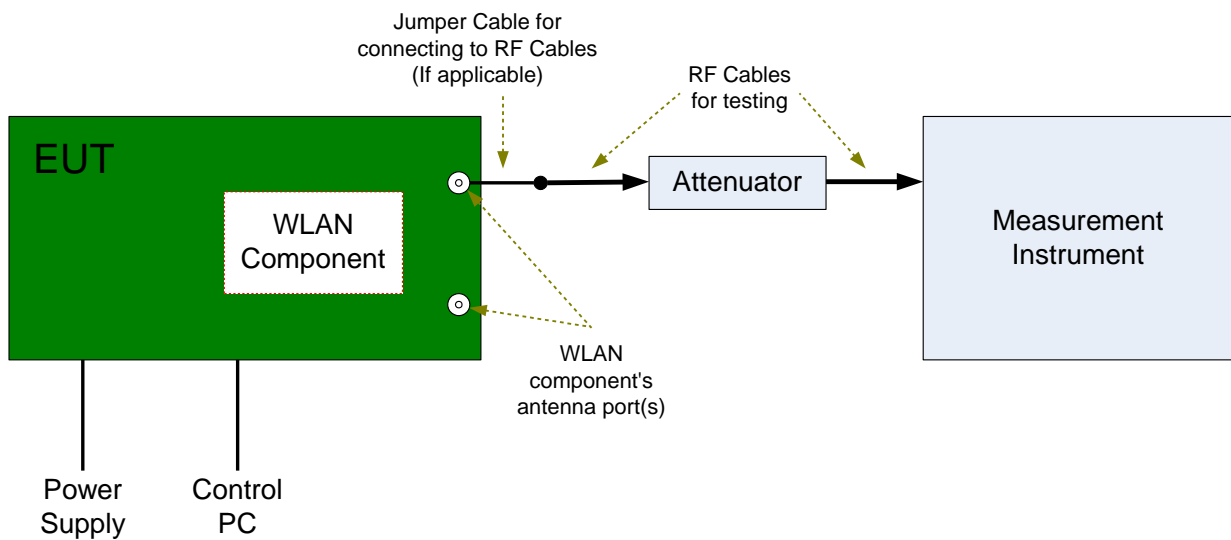 Jumper Cable for
connecting to RF Cables
(If applicable)
RF Cables
for testing
EUT
WLAN
Component
Attenuator
Measurement
Instrument
WLAN
component's
antenna port(s)
Power
Supply
Control
PC